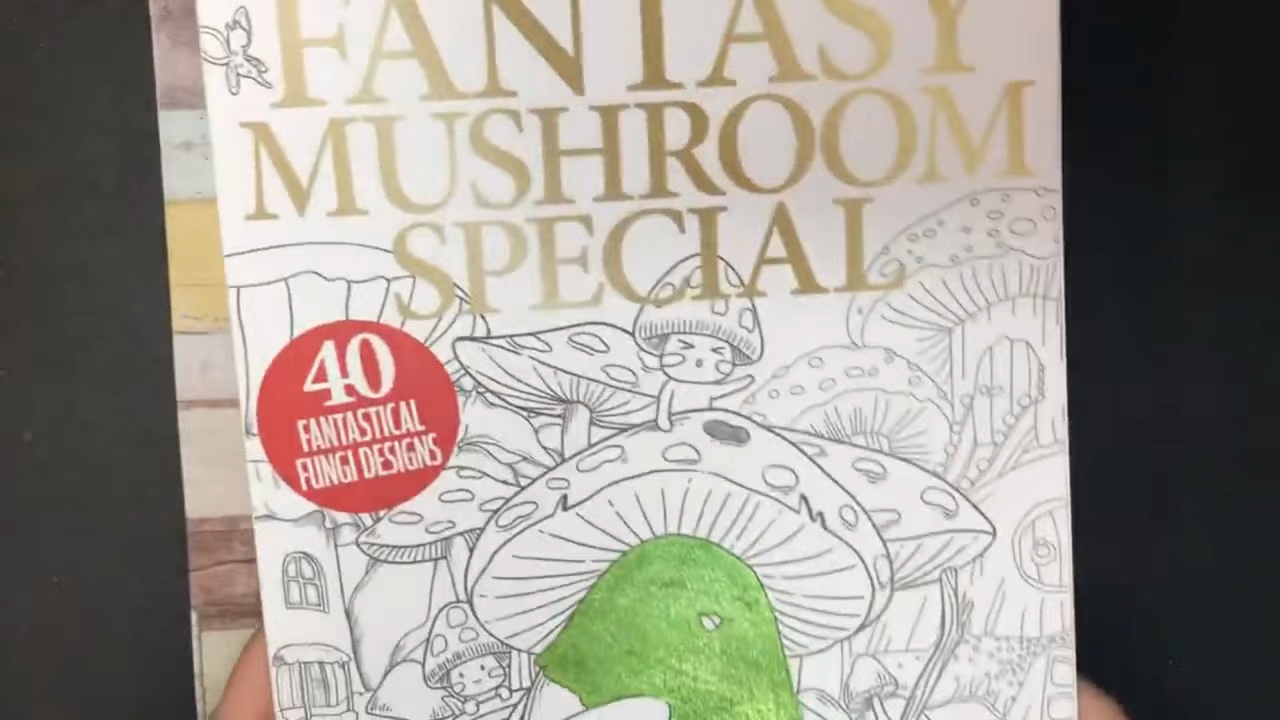 FANTASY
MUSHROOM
SPECIAL
40
FANTASTICAL
FUNGI DESIGNS